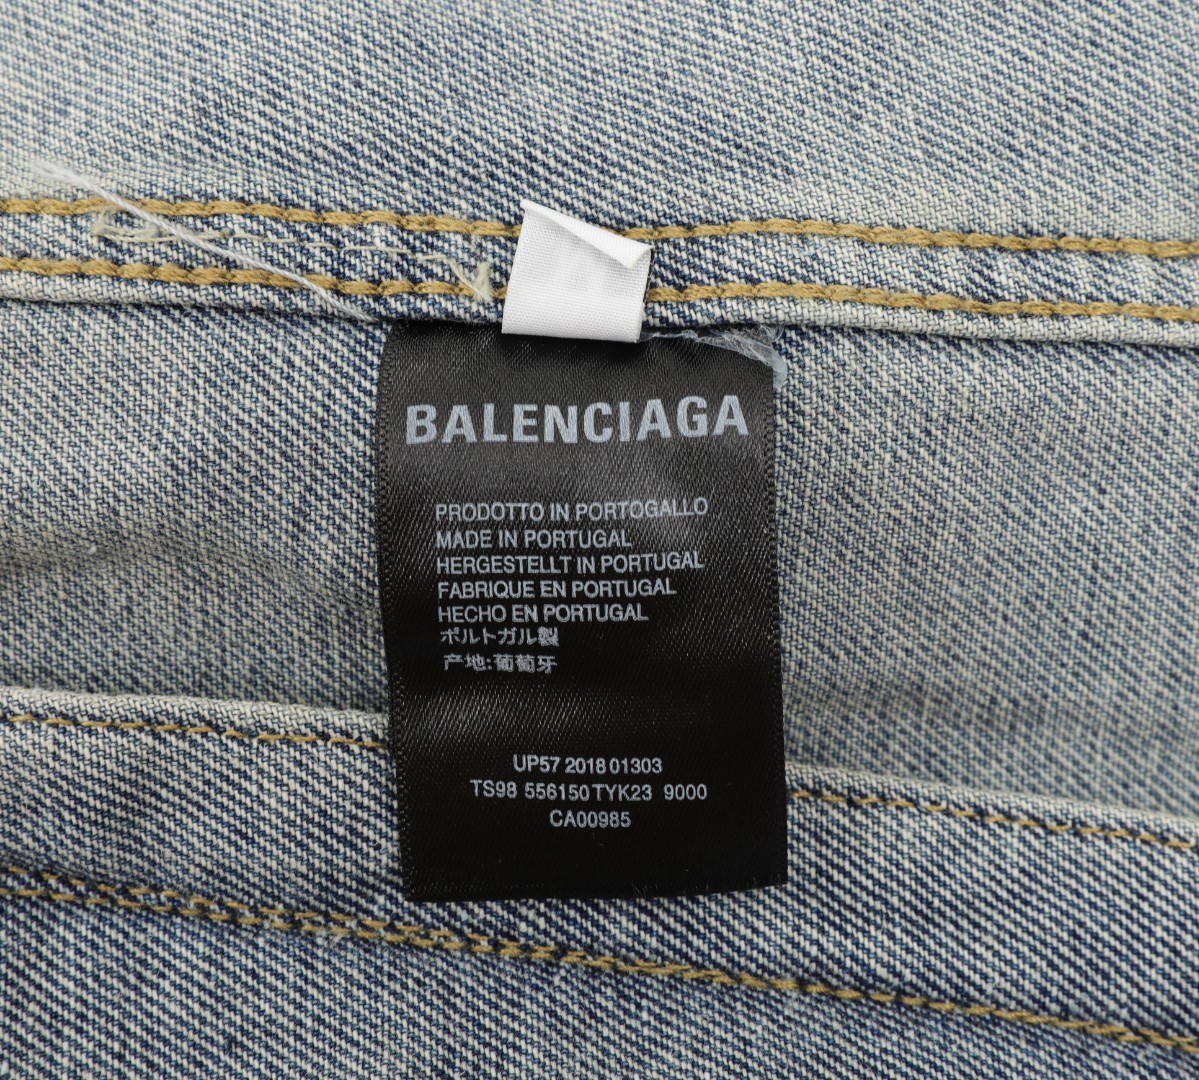 BALENCIAGA
PRODOTTO IN PORTOGALLO
MADE IN PORTUGAL
HERGESTELLT IN PORTUGAL
FABRIQUE EN PORTUGAL
HECHO EN PORTUGAL
ポルトガル製
产地:葡萄牙
UP57 2018 01303
TS98 556150 TYK23 9000
CA00985